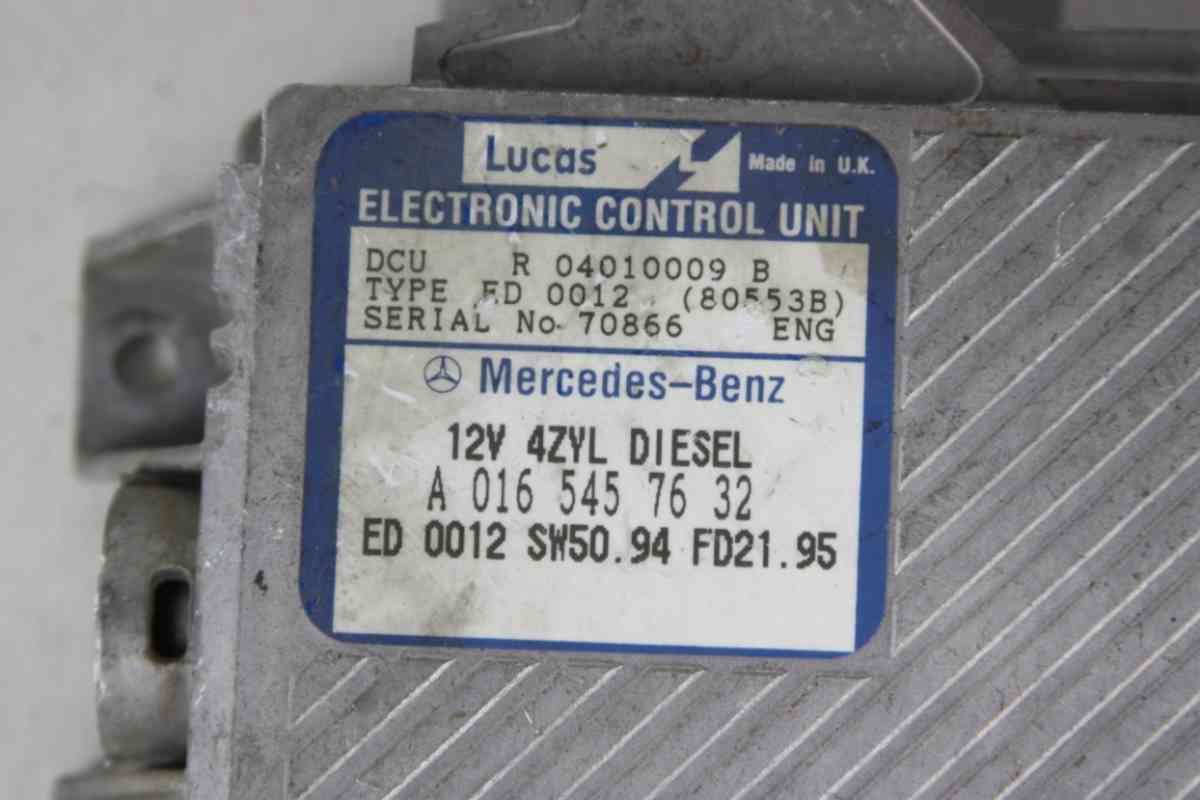 Lucas
Made in U.K.
ELECTRONIC CONTROL UNIT
DCU R 04010009 B
TYPE ED 0012 (80553B)
SERIAL No 70866 ENG
Mercedes-Benz
12V 4ZYL DIESEL
A 016 545 76 32
ED 0012 SW50.94 FD21.95